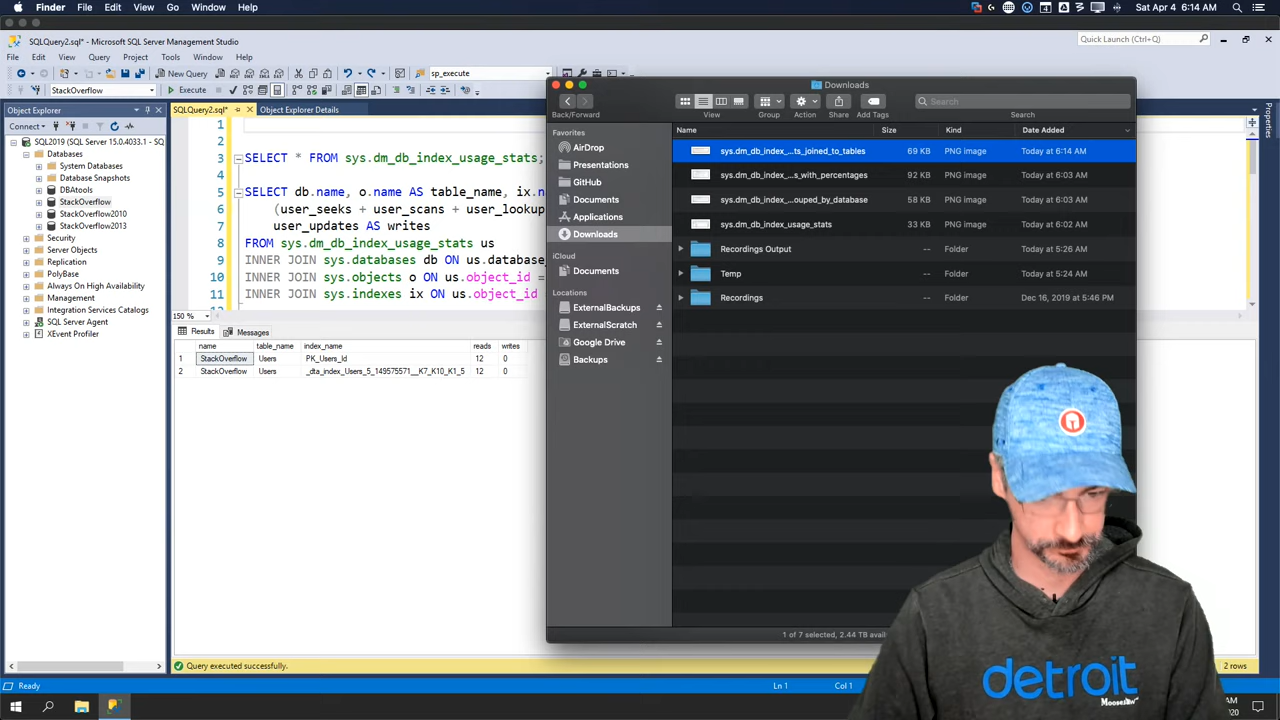 Finder File Edit View Go Window Help
Sat Apr 4 6:14 AM
SQLQuery2.sql* - Microsoft SQL Server Management Studio
Quick Launch (Ctrl+Q)
File Edit View Query Project Tools Window Help
New Query
sp_execute
StackOverflow
Execute
Object Explorer
SQLQuery2.sql*
Object Explorer Details
Connect
SQL2019 (SQL Server 15.0.4033.1 - StackO
Databases
System Databases
Database Snapshots
DBAtools
StackOverflow
StackOverflow2010
StackOverflow2013
Security
Server Objects
Replication
PolyBase
Always On High Availability
Management
Integration Services Catalogs
SQL Server Agent
XEvent Profiler
1
2
3 SELECT * FROM sys.dm_db_index_usage_stats;
4
5 SELECT db.name, o.name AS table_name, ix.n
6 (user_seeks + user_scans + user_lookup
7 user_updates AS writes
8 FROM sys.dm_db_index_usage_stats us
9 INNER JOIN sys.databases db ON us.database_
10 INNER JOIN sys.objects o ON us.object_id =
11 INNER JOIN sys.indexes ix ON us.object_id
150 %
Results Messages
name table_name index_name reads writes
1 StackOverflow Users PK_Users_Id 12 0
2 StackOverflow Users _dta_index_Users_5_149575571__K7_K10_K1_5 12 0
Query executed successfully.
2 rows
Ready
Ln 1
Col 1
Downloads
Back/Forward
View
Group
Action
Share
Add Tags
Search
Search
Favorites
AirDrop
Presentations
GitHub
Documents
Applications
Downloads
iCloud
Documents
Locations
ExternalBackups
ExternalScratch
Google Drive
Backups
Name Size Kind Date Added
sys.dm_db_index_...ts_joined_to_tables 69 KB PNG image Today at 6:14 AM
sys.dm_db_index_...s_with_percentages 92 KB PNG image Today at 6:03 AM
sys.dm_db_index_...ouped_by_database 58 KB PNG image Today at 6:03 AM
sys.dm_db_index_usage_stats 33 KB PNG image Today at 6:02 AM
Recordings Output -- Folder Today at 5:26 AM
Temp -- Folder Today at 5:24 AM
Recordings -- Folder Dec 16, 2019 at 5:46 PM
1 of 7 selected, 2.44 TB avai
detroit
Moosejaw